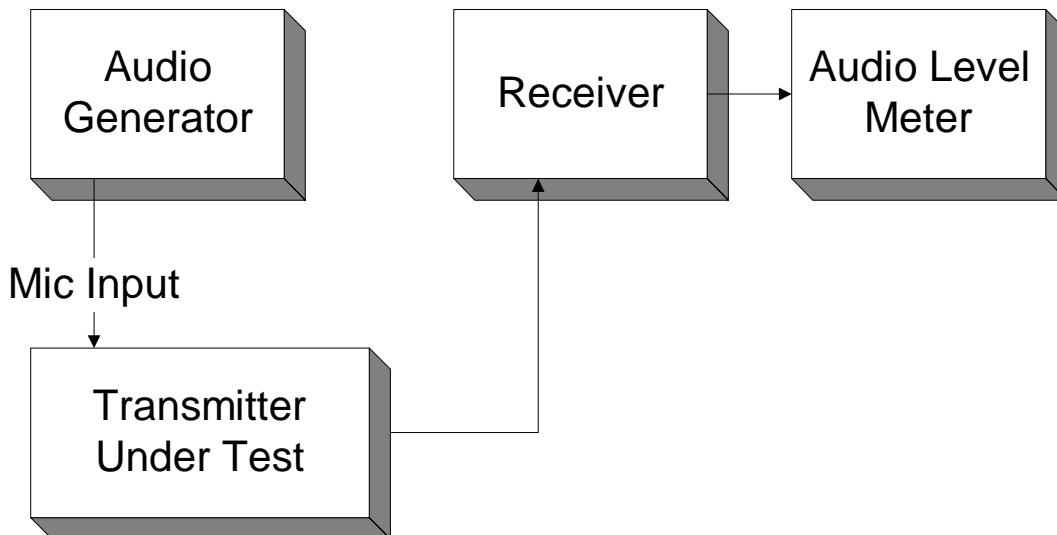 Audio
Generator
Receiver
Audio Level
Meter
Mic Input
Transmitter
Under Test